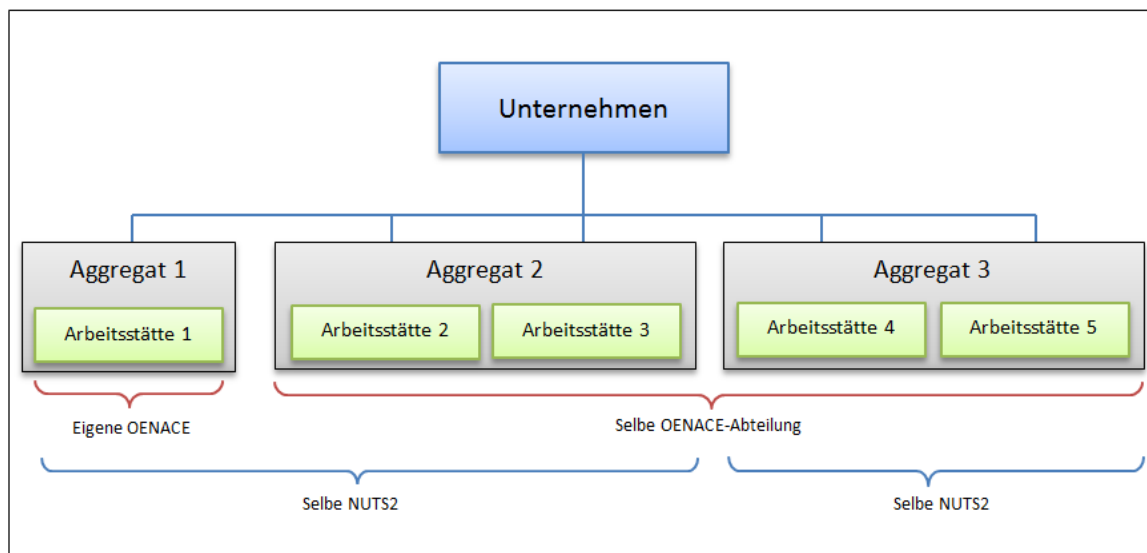 Unternehmen
Aggregat 1
Aggregat 2
Aggregat 3
Arbeitsstätte 1
Arbeitsstätte 2
Arbeitsstätte 3
Arbeitsstätte 4
Arbeitsstätte 5
Eigene OENACE
Selbe OENACE-Abteilung
Selbe NUTS2
Selbe NUTS2